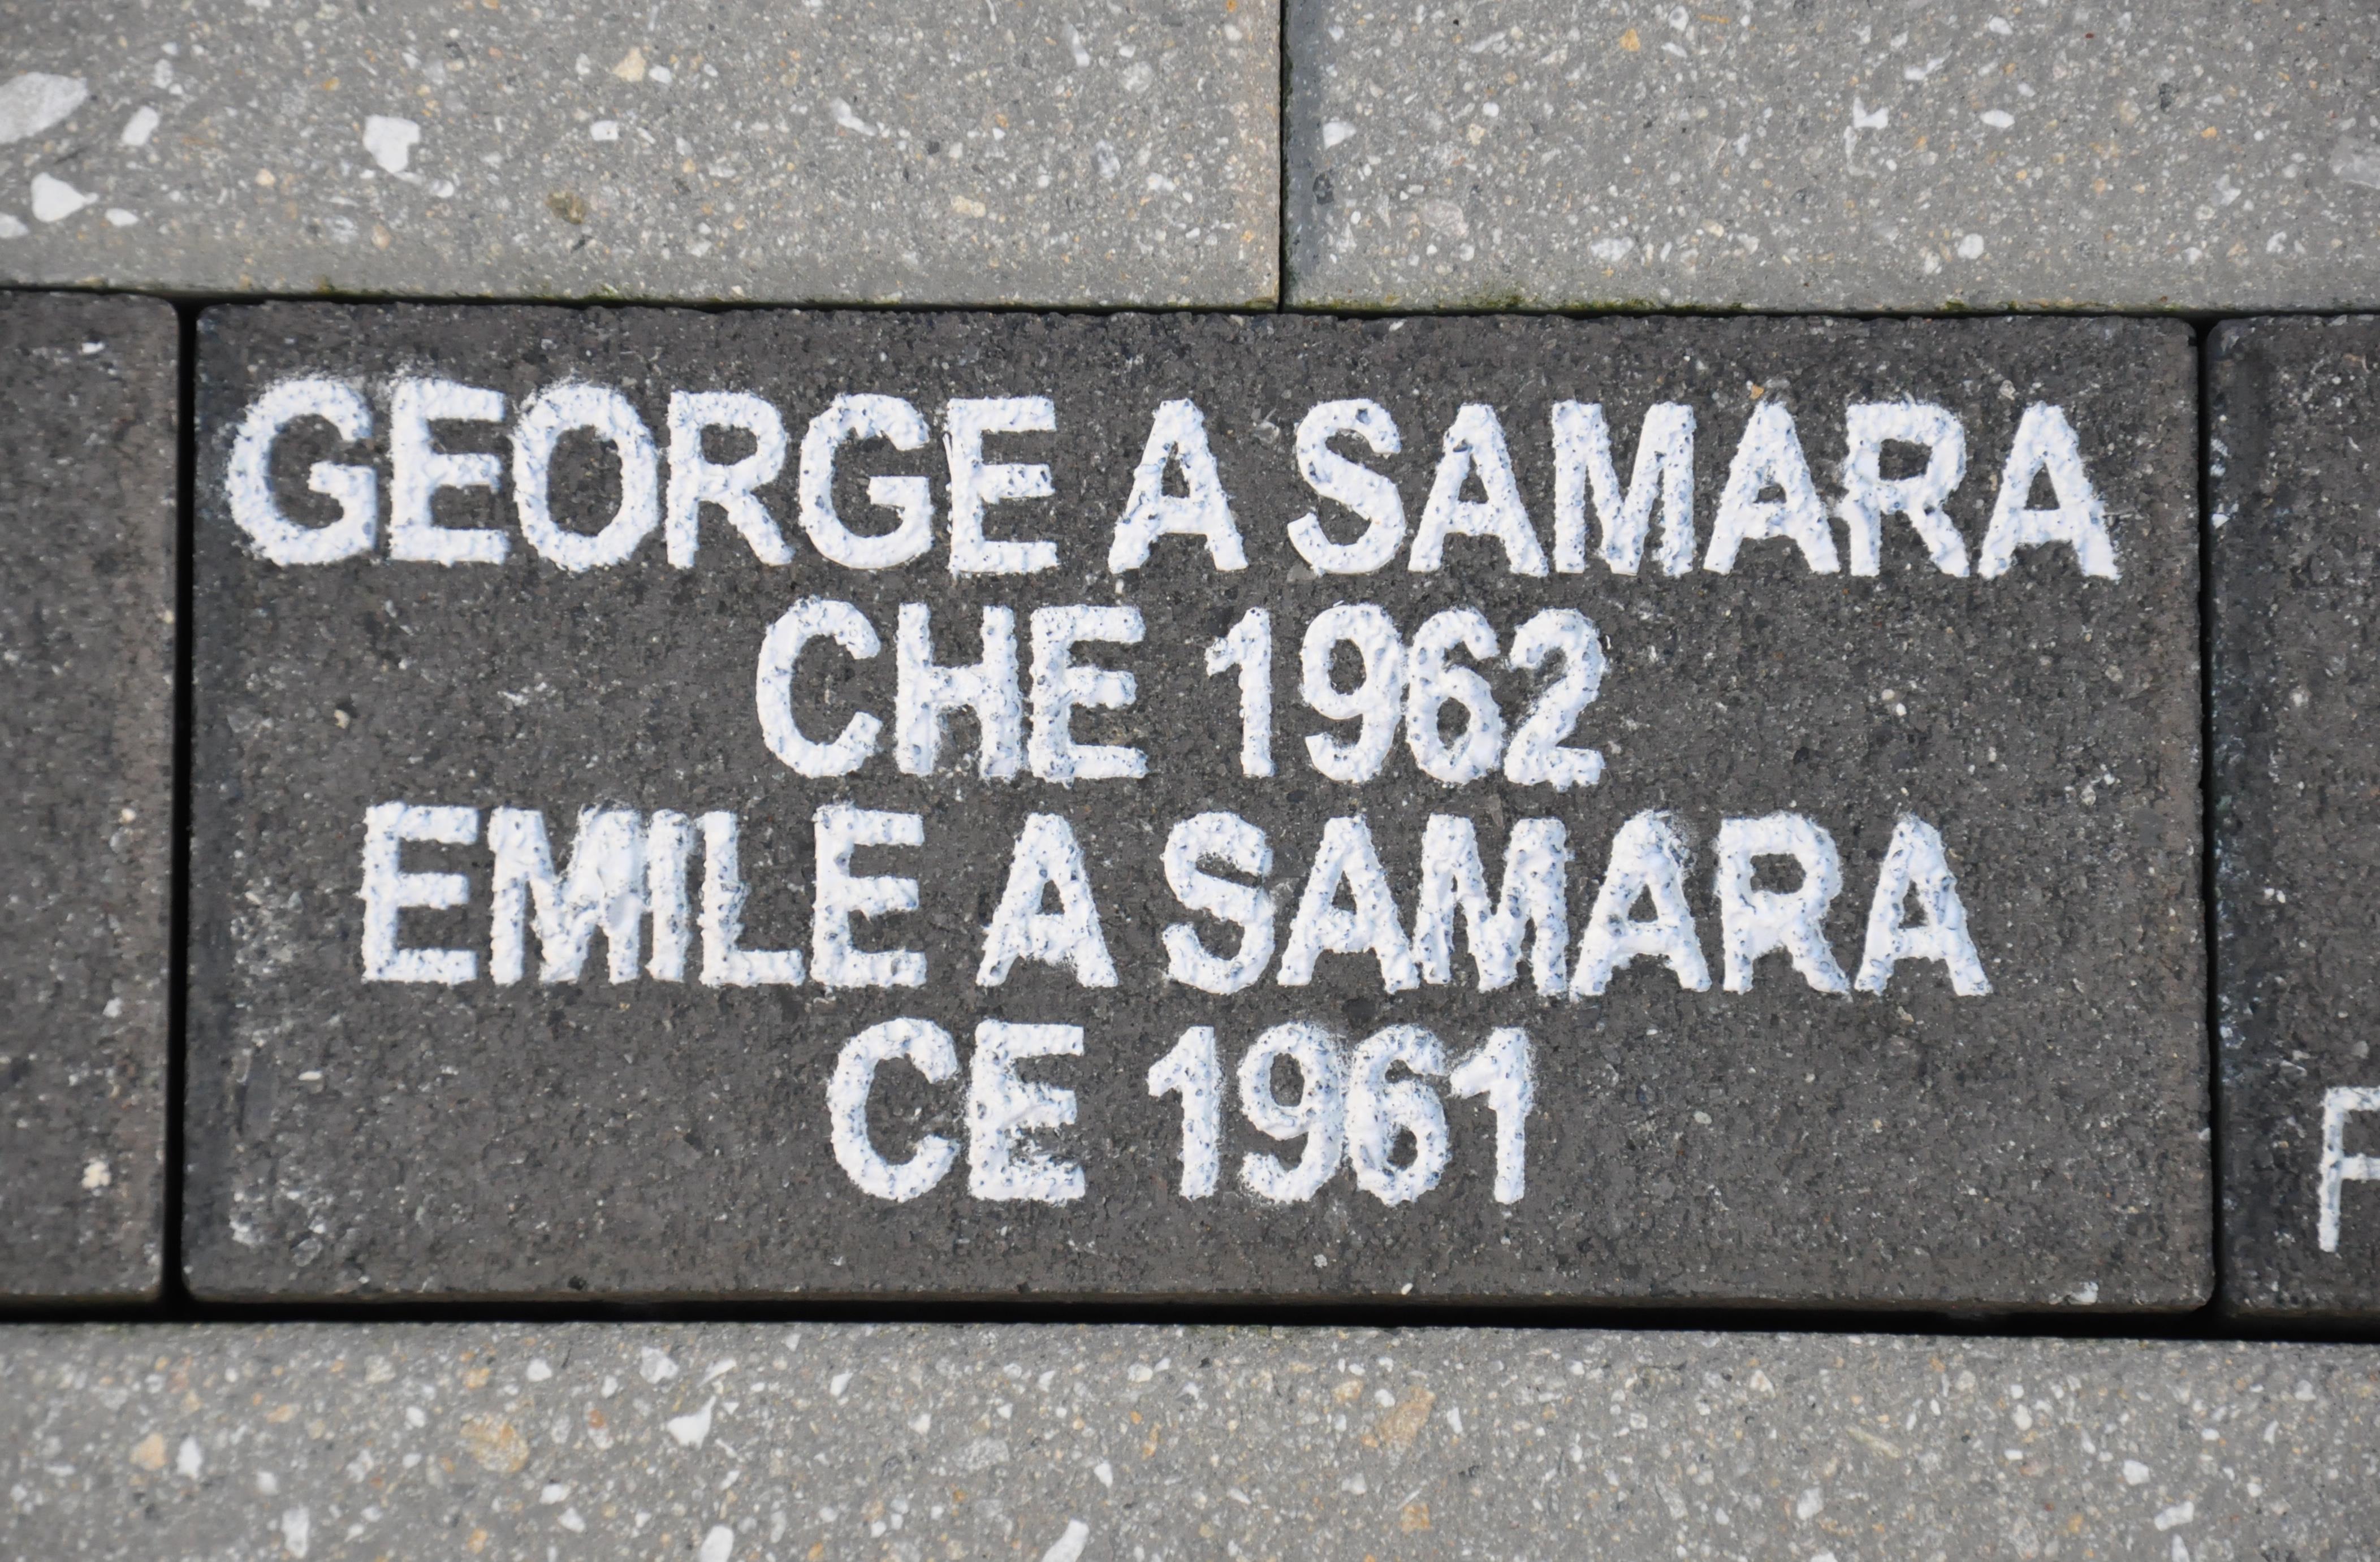 GEORGE A SAMARA
CHE 1962
EMILE A SAMARA
CE 1961